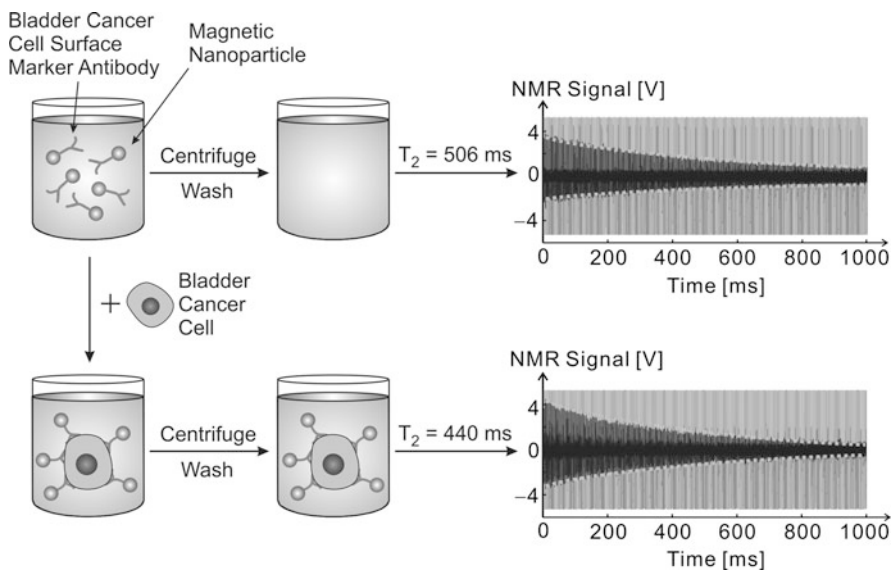 Bladder Cancer
Cell Surface
Marker Antibody
Magnetic
Nanoparticle
Centrifuge
Wash
T2 = 506 ms
NMR Signal [V]
4
0
−4
0 200 400 600 800 1000
Time [ms]
+
Bladder
Cancer
Cell
Centrifuge
Wash
T2 = 440 ms
NMR Signal [V]
4
0
−4
0 200 400 600 800 1000
Time [ms]